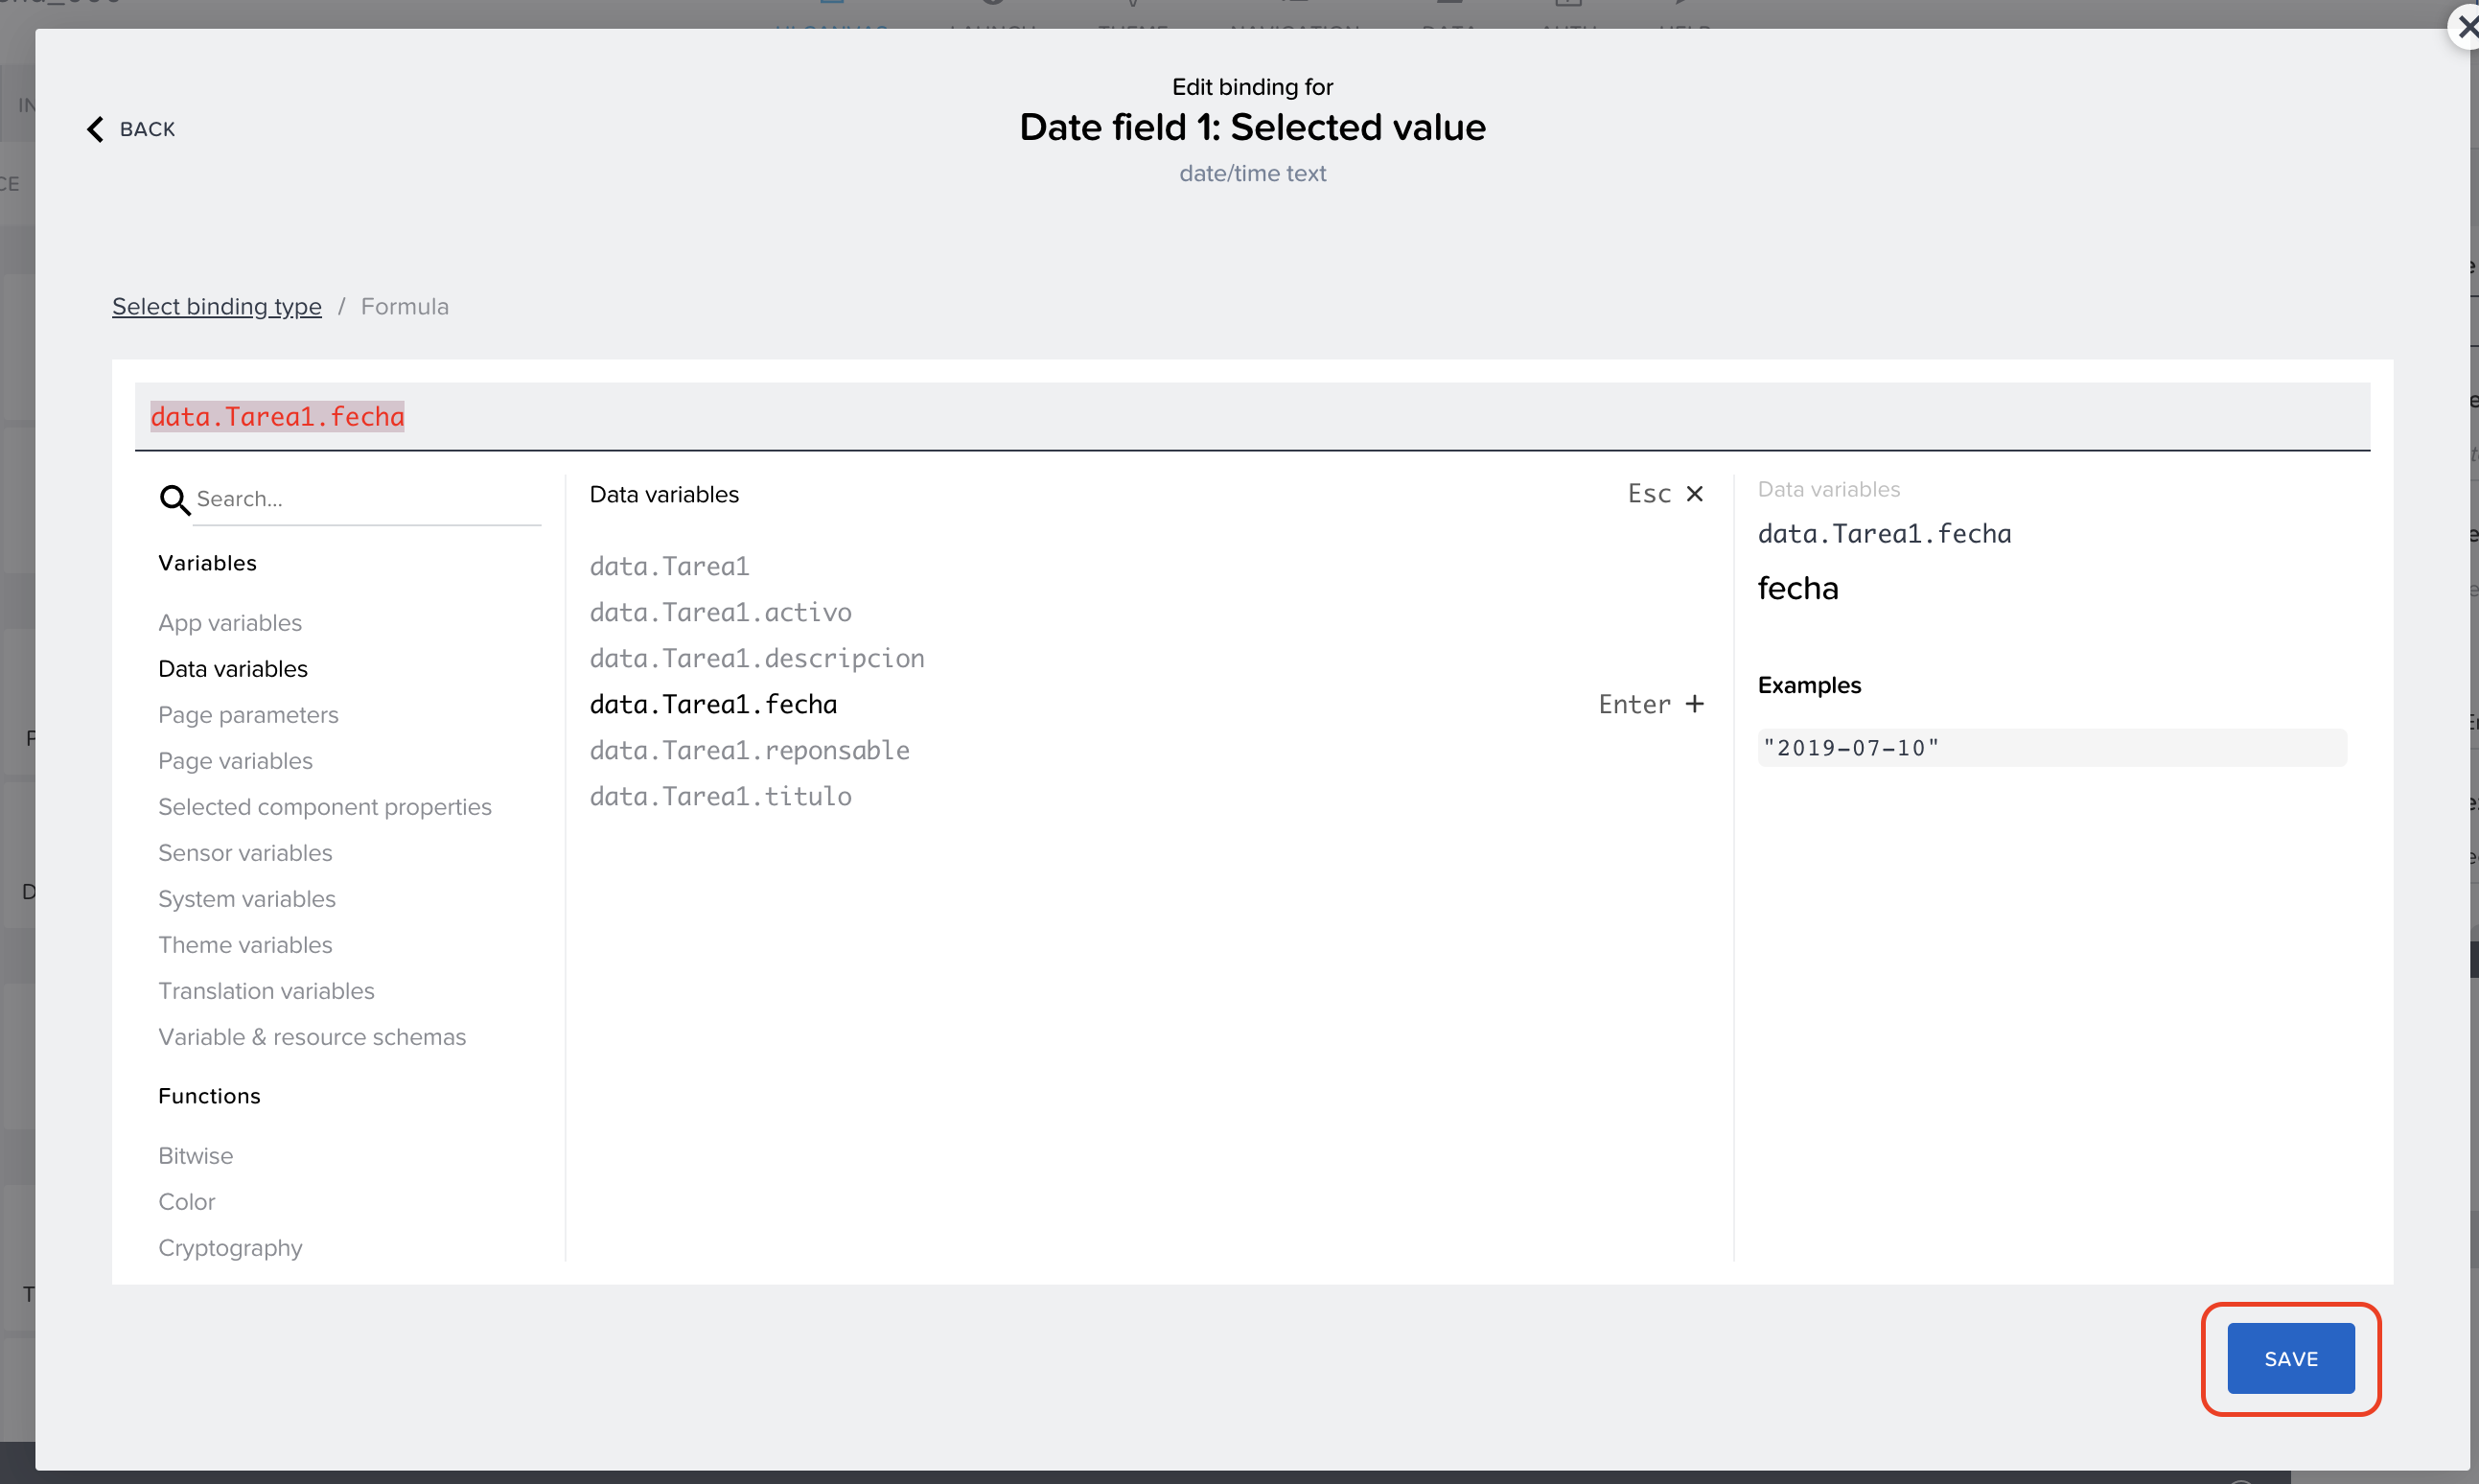 Edit binding for
BACK
Date field 1: Selected value
date/time text
Select binding type / Formula
data.Tarea1.fecha
Search...
Variables
App variables
Data variables
Page parameters
Page variables
Selected component properties
Sensor variables
System variables
Theme variables
Translation variables
Variable & resource schemas
Functions
Bitwise
Color
Cryptography
Data variables
Esc ×
data.Tarea1
data.Tarea1.activo
data.Tarea1.descripcion
data.Tarea1.fecha
Enter +
data.Tarea1.reponsable
data.Tarea1.titulo
Data variables
data.Tarea1.fecha
fecha
Examples
"2019-07-10"
SAVE